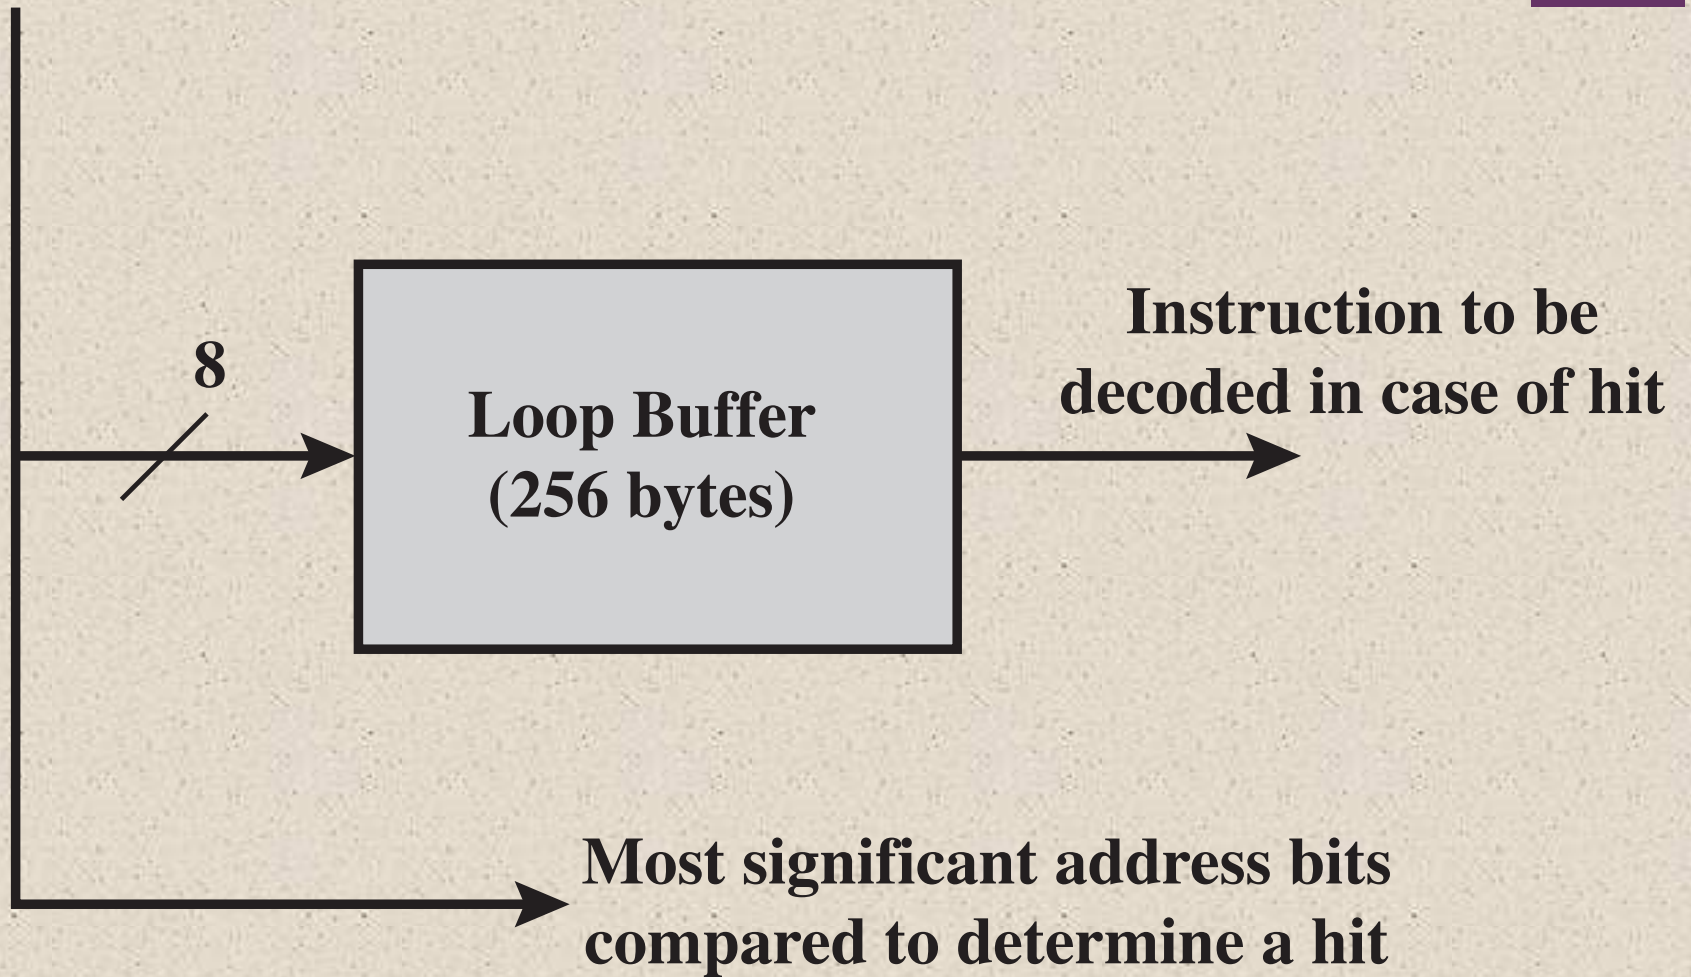 8
Loop Buffer
(256 bytes)
Instruction to be
decoded in case of hit
Most significant address bits
compared to determine a hit